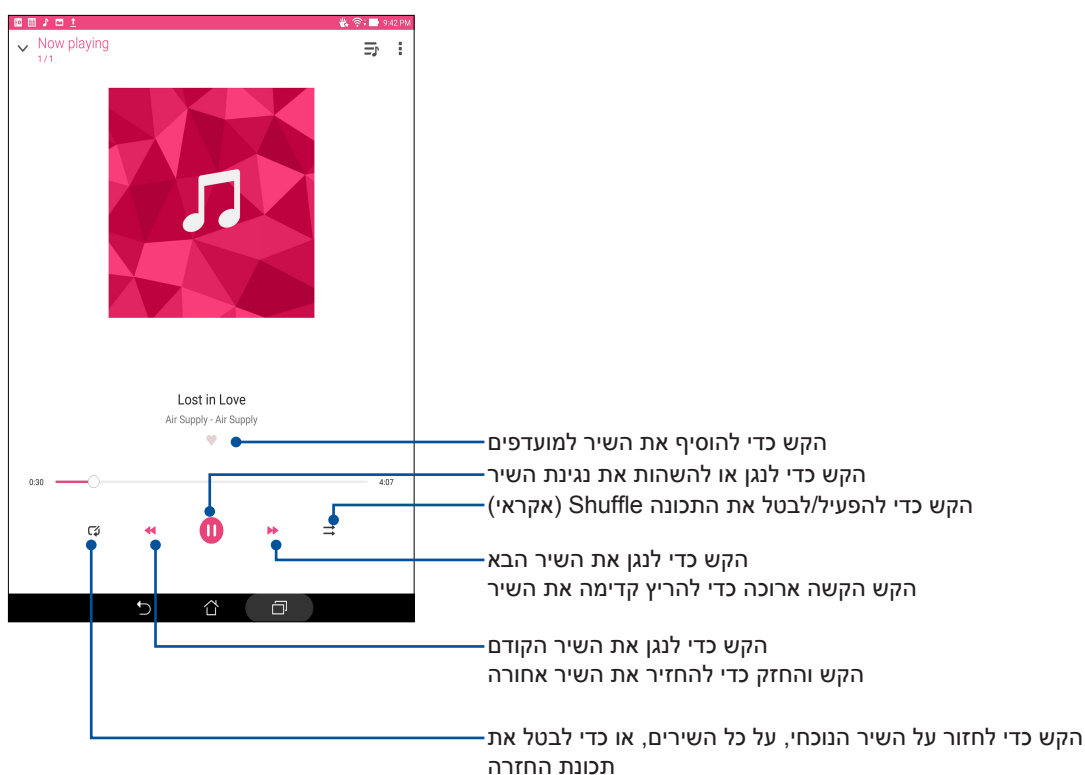 9:42 PM
Now playing
1/1
Lost in Love
Air Supply - Air Supply
הקש כדי להוסיף את השיר למועדפים
0:30
4:07
הקש כדי לנגן או להשהות את נגינת השיר
הקש כדי להפעיל/לבטל את התכונה Shuffle (אקראי)
הקש כדי לנגן את השיר הבא
הקש הקשה ארוכה כדי להריץ קדימה את השיר
הקש כדי לנגן את השיר הקודם
הקש והחזק כדי להחזיר את השיר אחורה
הקש כדי לחזור על השיר הנוכחי, על כל השירים, או כדי לבטל את
תכונת החזרה